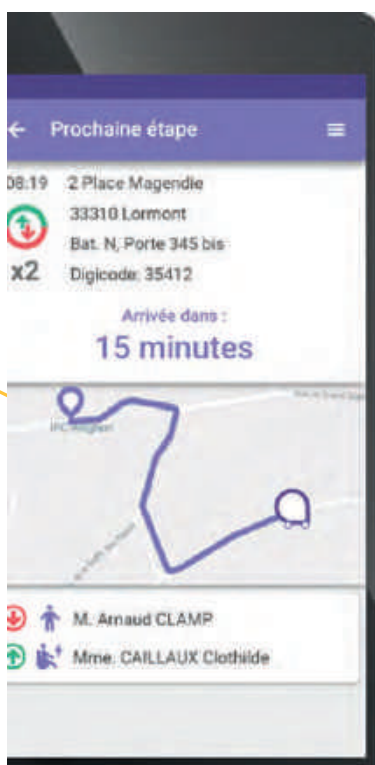 Prochaine étape
08:19 2 Place Magendie
33310 Lormont
x2 Bat. N, Porte 345 bis
Digicode: 35412
Arrivée dans :
15 minutes
M. Arnaud CLAMP
Mme. CAILLAUX Clothilde